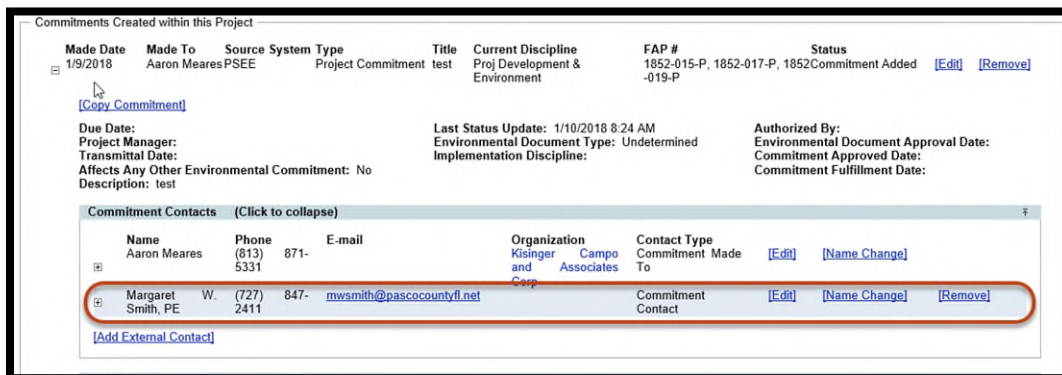 Commitments Created within this Project
Made Date Made To Source System Type Title Current Discipline FAP # Status
1/9/2018 Aaron Meares PSEE Project Commitment test Proj Development & 1852-015-P, 1852-017-P, 1852 Commitment Added [Edit] [Remove]
Environment -019-P
[Copy Commitment]
Due Date: Last Status Update: 1/10/2018 8:24 AM Authorized By:
Project Manager: Environmental Document Type: Undetermined Environmental Document Approval Date:
Transmittal Date: Implementation Discipline: Commitment Approved Date:
Affects Any Other Environmental Commitment: No Commitment Fulfillment Date:
Description: test
Commitment Contacts (Click to collapse)
Name Phone E-mail Organization Contact Type
Aaron Meares (813) 871- Kisinger Campo Commitment Made [Edit] [Name Change]
5331 and Associates To
Corp
Margaret W. (727) 847- mwsmith@pascocountyfl.net Commitment [Edit] [Name Change] [Remove]
Smith, PE 2411 Contact
[Add External Contact]